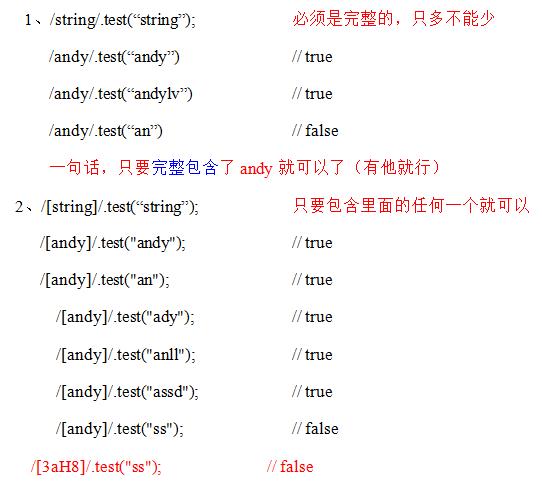 1、/string/.test(“string”); 必须是完整的，只多不能少
/andy/.test(“andy”) // true
/andy/.test(“andylv”) // true
/andy/.test(“an”) // false
一句话，只要完整包含了 andy 就可以了（有他就行）
2、/[string]/.test(“string”); 只要包含里面的任何一个就可以
/[andy]/.test("andy"); // true
/[andy]/.test("an"); // true
/[andy]/.test("ady"); // true
/[andy]/.test("anll"); // true
/[andy]/.test("assd"); // true
/[andy]/.test("ss"); // false
/[3aH8]/.test("ss"); // false